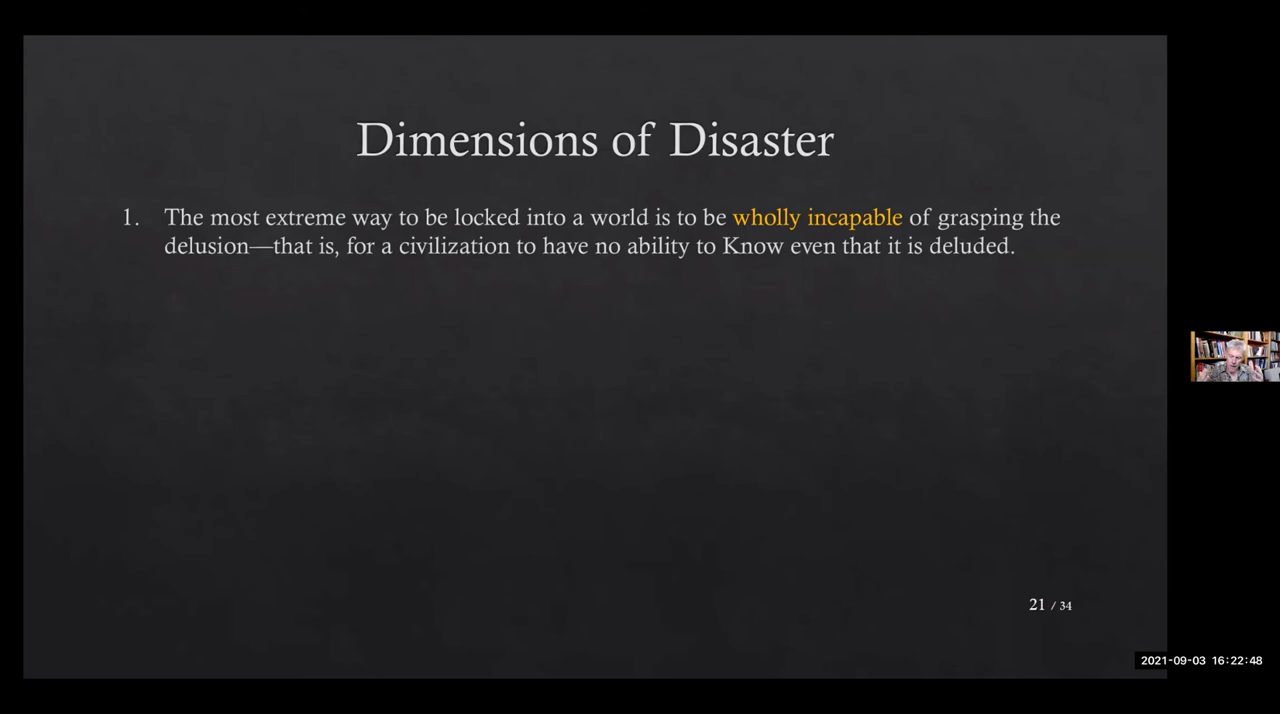 Dimensions of Disaster
1. The most extreme way to be locked into a world is to be wholly incapable of grasping the
delusion—that is, for a civilization to have no ability to Know even that it is deluded.
21 / 34
2021-09-03 16:22:48